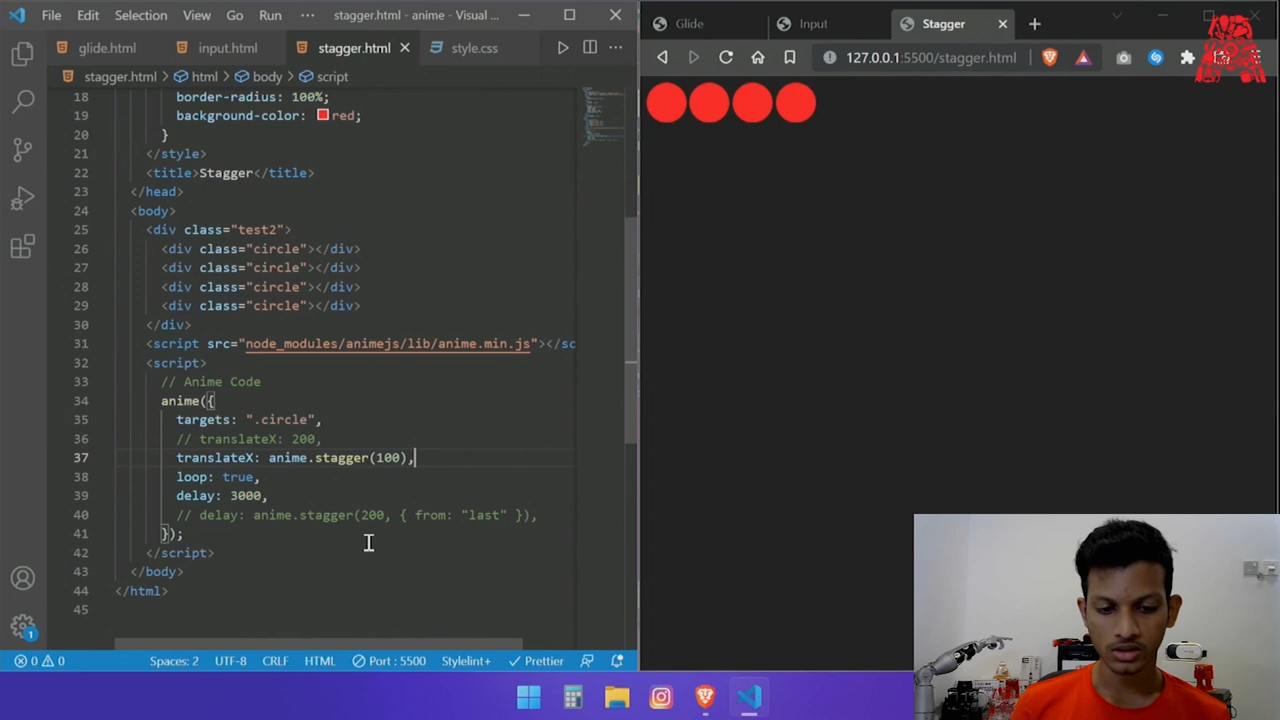 File Edit Selection View Go Run ··· stagger.html - anime - Visual ...
glide.html input.html stagger.html style.css
stagger.html > html > body > script
18 border-radius: 100%;
19 background-color: red;
20 }
21 </style>
22 <title>Stagger</title>
23 </head>
24 <body>
25 <div class="test2">
26 <div class="circle"></div>
27 <div class="circle"></div>
28 <div class="circle"></div>
29 <div class="circle"></div>
30 </div>
31 <script src="node_modules/animejs/lib/anime.min.js"></sc
32 <script>
33 // Anime Code
34 anime({
35 targets: ".circle",
36 // translateX: 200,
37 translateX: anime.stagger(100),
38 loop: true,
39 delay: 3000,
40 // delay: anime.stagger(200, { from: "last" }),
41 });
42 </script>
43 </body>
44 </html>
45
1
0 0 Spaces: 2 UTF-8 CRLF HTML Port : 5500 Stylelint+ Prettier
Glide Input Stagger
127.0.0.1:5500/stagger.html